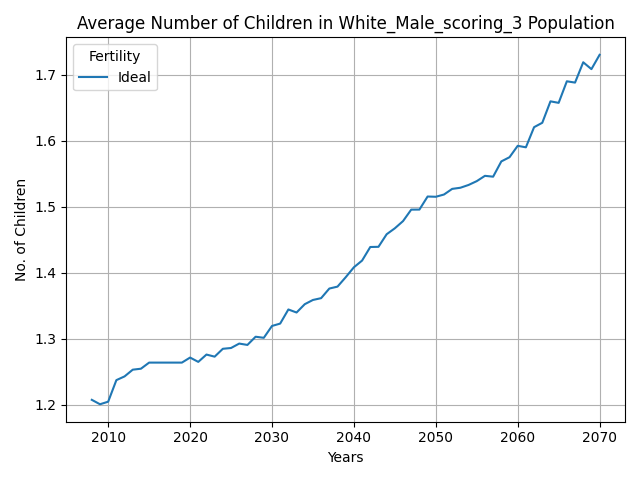 Average Number of Children in White_Male_scoring_3 Population
Fertility
Ideal
1.7
1.6
1.5
1.4
1.3
1.2
No. of Children
2010 2020 2030 2040 2050 2060 2070
Years